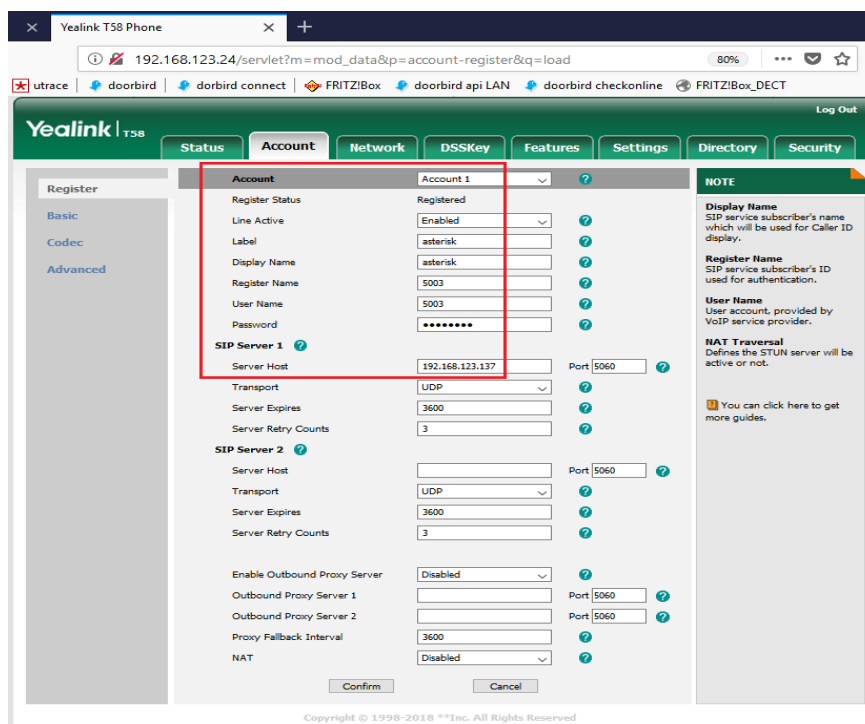 Yealink T58 Phone
192.168.123.24/servlet?m=mod_data&p=account-register&q=load 80%
utrace doorbird dorbird connect FRITZ!Box doorbird api LAN doorbird checkonline FRITZ!Box_DECT
Log Out
Yealink T58
Status Account Network DSSKey Features Settings Directory Security
Register
Basic
Codec
Advanced
Account Account 1
Register Status Registered
Line Active Enabled
Label asterisk
Display Name asterisk
Register Name 5003
User Name 5003
Password ••••••••
SIP Server 1
Server Host 192.168.123.137 Port 5060
Transport UDP
Server Expires 3600
Server Retry Counts 3
SIP Server 2
Server Host Port 5060
Transport UDP
Server Expires 3600
Server Retry Counts 3
Enable Outbound Proxy Server Disabled
Outbound Proxy Server 1 Port 5060
Outbound Proxy Server 2 Port 5060
Proxy Fallback Interval 3600
NAT Disabled
Confirm Cancel
NOTE
Display Name
SIP service subscriber's name
which will be used for Caller ID
display.
Register Name
SIP service subscriber's ID
used for authentication.
User Name
User account, provided by
VoIP service provider.
NAT Traversal
Defines the STUN server will be
active or not.
You can click here to get
more guides.
Copyright © 1998-2018 **Inc. All Rights Reserved